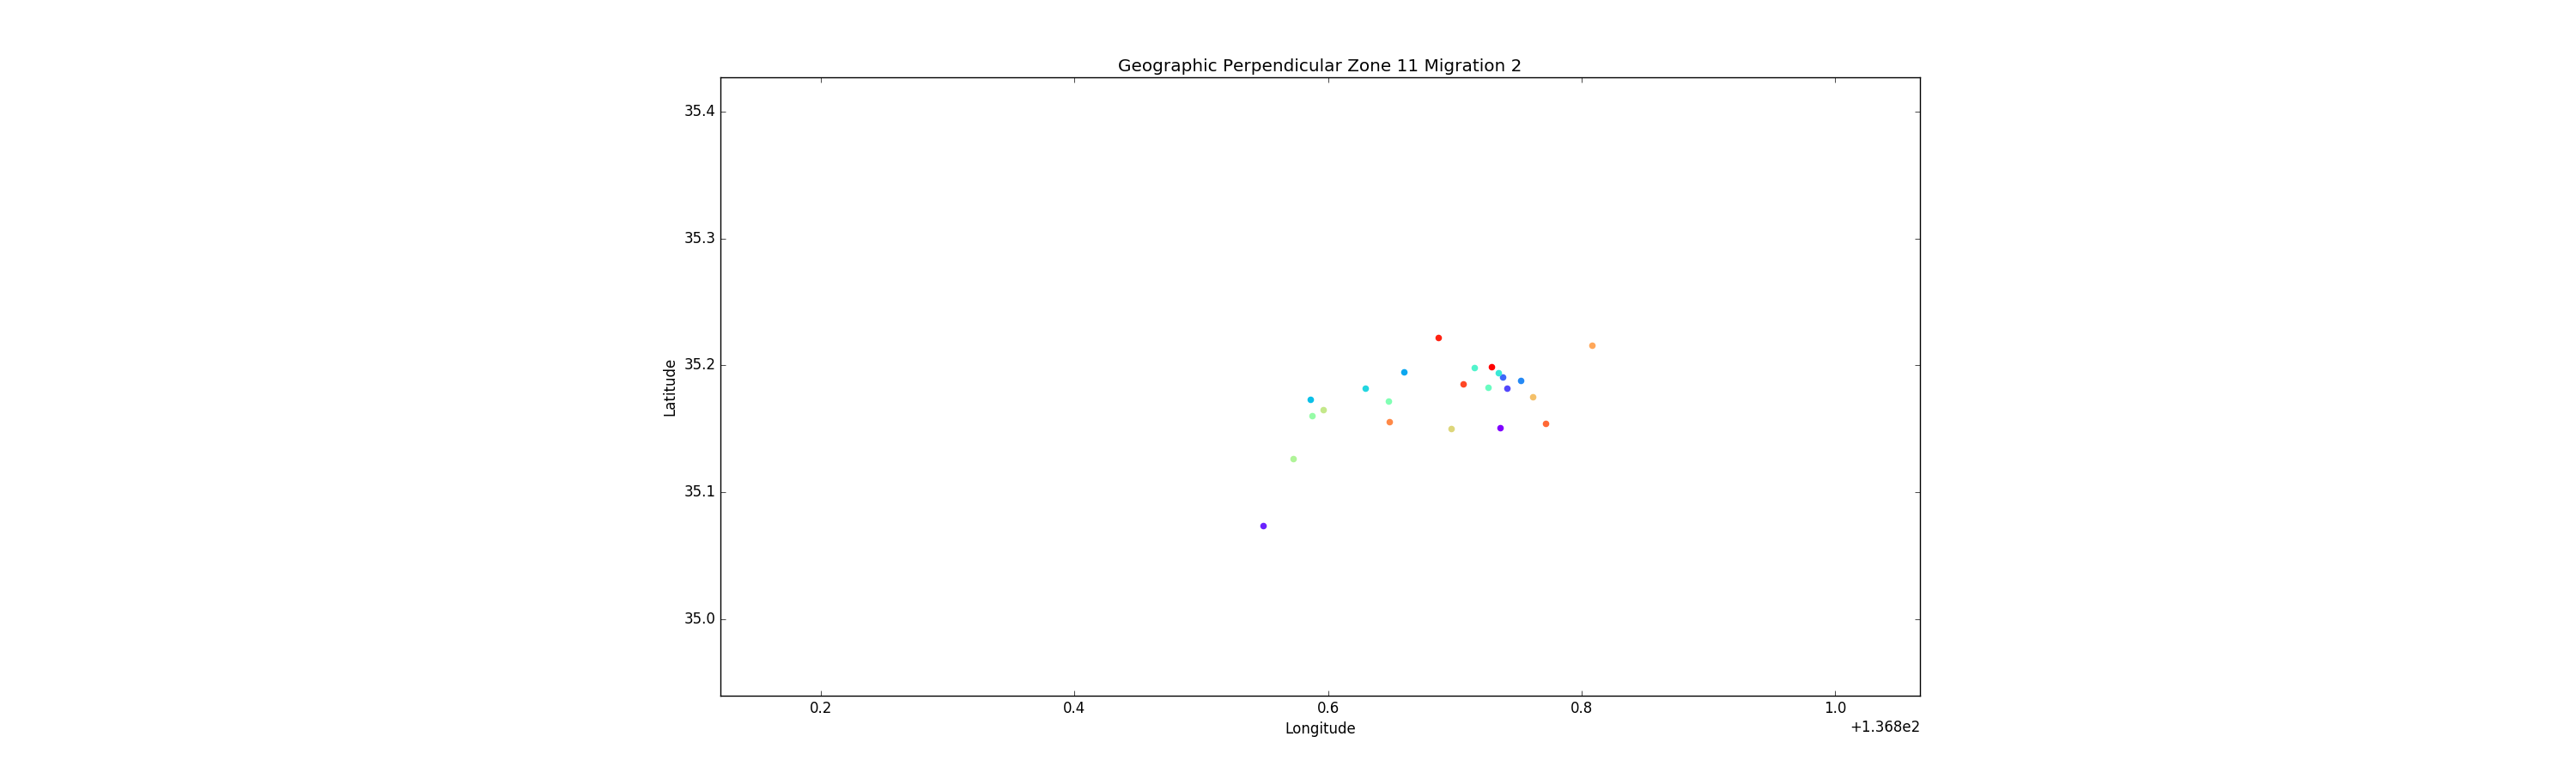 Geographic Perpendicular Zone 11 Migration 2
35.4
35.3
35.2
35.1
35.0
Latitude
0.2 0.4 0.6 0.8 1.0
Longitude
+1.368e2